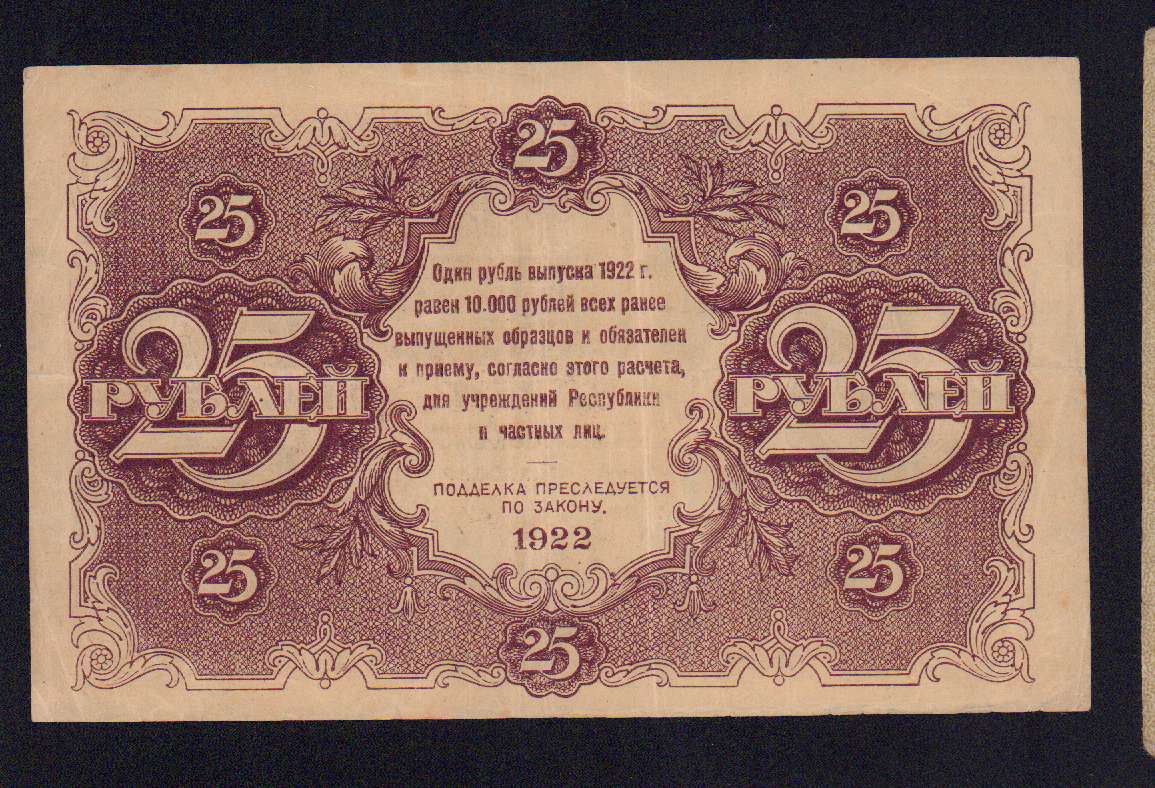 25
25
25
Один рубль выпуска 1922 г.
равен 10.000 рублей всех ранее
выпущенных образцов и обязателен
к приему, согласно этого расчета,
для учреждений Республики
и частных лиц.
25 РУБЛЕЙ
25 РУБЛЕЙ
ПОДДЕЛКА ПРЕСЛЕДУЕТСЯ
ПО ЗАКОНУ.
1922
25
25
25